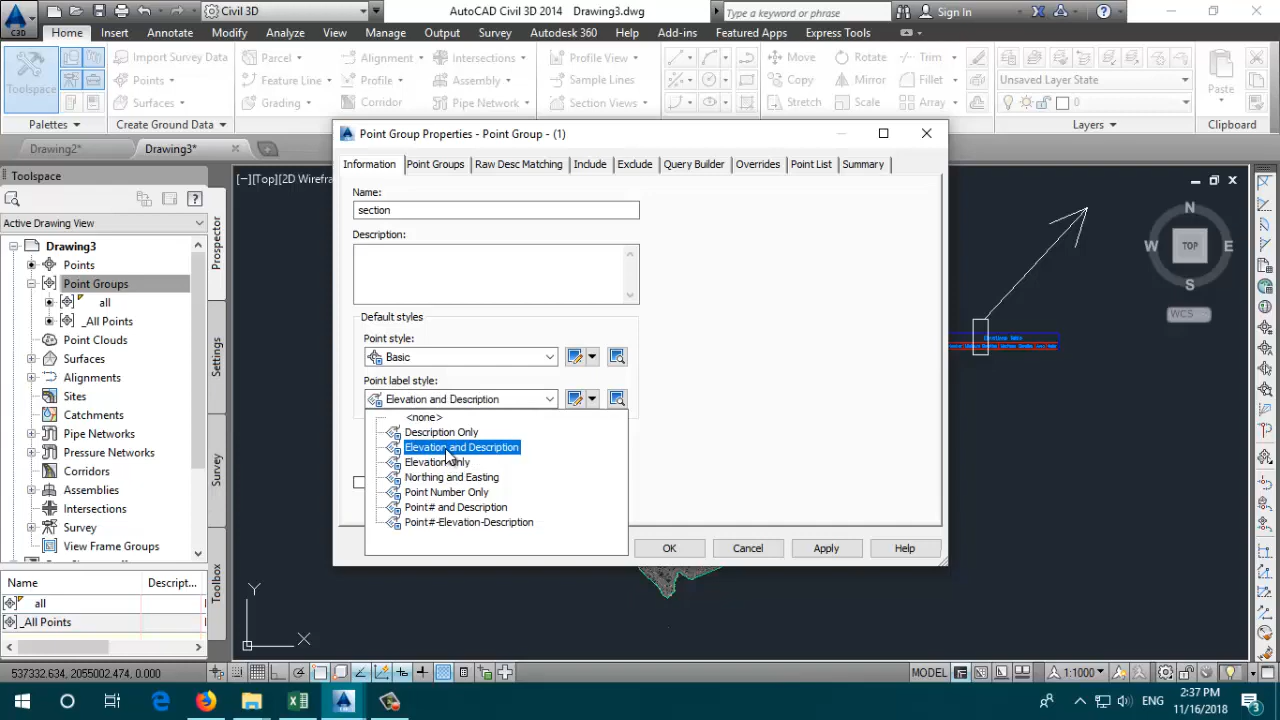 Civil 3D
AutoCAD Civil 3D 2014 Drawing3.dwg
Type a keyword or phrase
Sign In
C3D
Home Insert Annotate Modify Analyze View Manage Output Survey Autodesk 360 Help Add-ins Featured Apps Express Tools
Toolspace
Import Survey Data
Points
Surfaces
Parcel
Feature Line
Grading
Alignment
Profile
Corridor
Intersections
Assembly
Pipe Network
Profile View
Sample Lines
Section Views
Move
Copy
Stretch
Rotate
Mirror
Scale
Trim
Fillet
Array
Unsaved Layer State
0
Paste
Palettes
Create Ground Data
Layers
Clipboard
Drawing2*
Drawing3*
Point Group Properties - Point Group - (1)
Information Point Groups Raw Desc Matching Include Exclude Query Builder Overrides Point List Summary
Name:
section
Description:
Default styles
Point style:
Basic
Point label style:
Elevation and Description
<none>
Description Only
Elevation and Description
Elevation Only
Northing and Easting
Point Number Only
Point# and Description
Point#-Elevation-Description
OK Cancel Apply Help
TOOLSPACE
Active Drawing View
Drawing3
Points
Point Groups
all
_All Points
Point Clouds
Surfaces
Alignments
Sites
Catchments
Pipe Networks
Pressure Networks
Corridors
Assemblies
Intersections
Survey
View Frame Groups
Prospector
Settings
Survey
Toolbox
Name Descript...
all
_All Points
[−][Top][2D Wirefr
N
W TOP E
S
WCS
Elevations Table
Y
X
537332.634, 2055002.474, 0.000
MODEL
1:1000
ENG
2:37 PM
11/16/2018
3